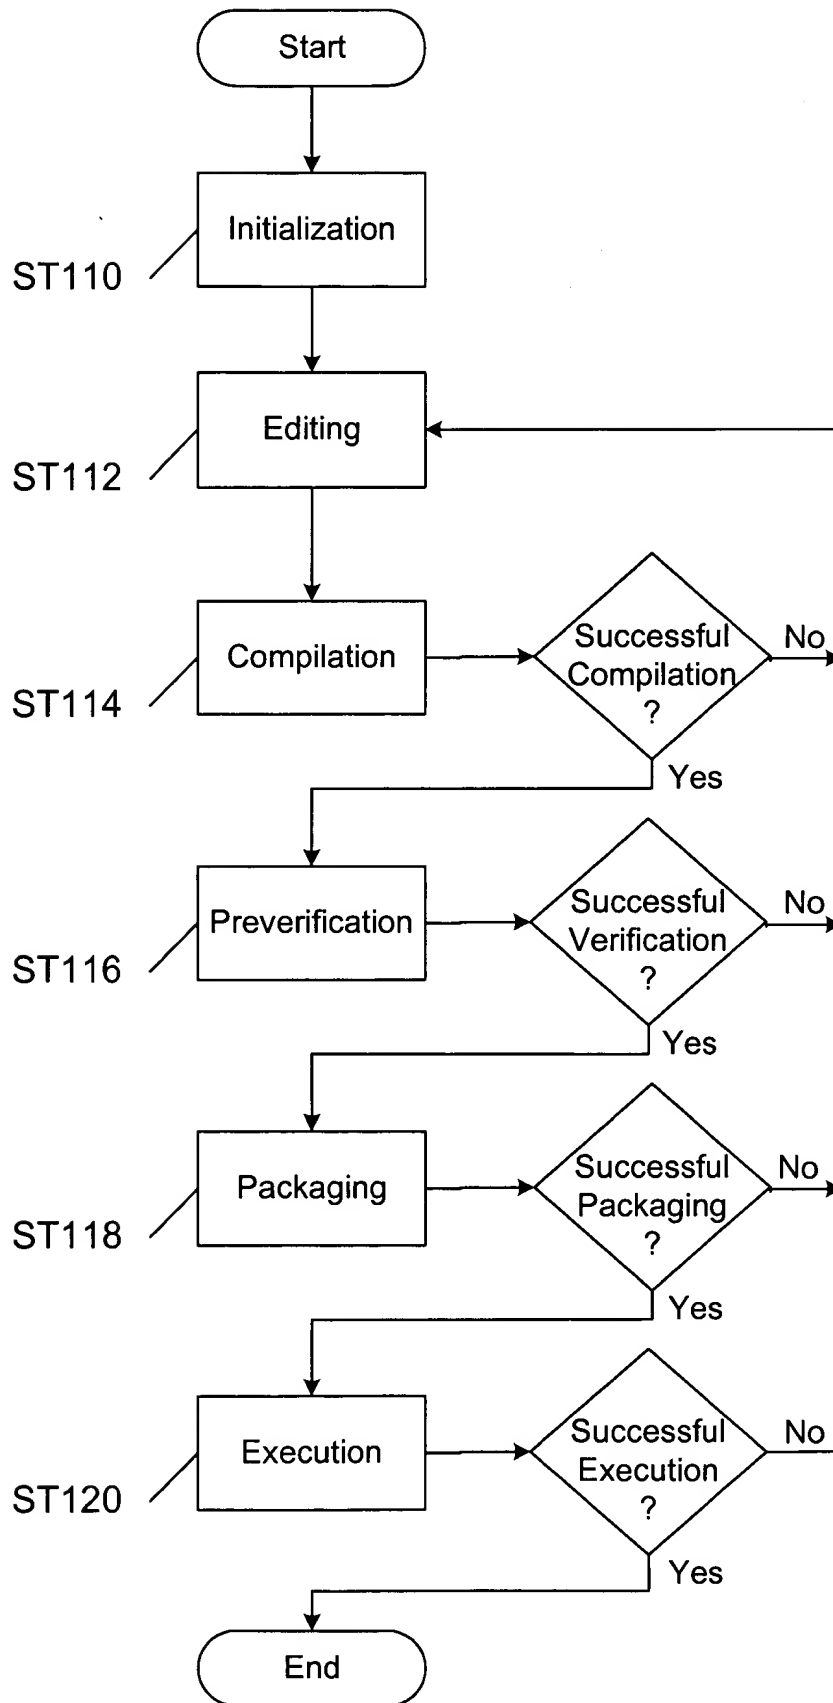 Start
Initialization
ST110
Editing
ST112
Successful
Compilation
?
No
Compilation
ST114
Yes
Successful
Verification
?
No
Preverification
ST116
Yes
Successful
Packaging
?
No
Packaging
ST118
Yes
Successful
Execution
?
No
Execution
ST120
Yes
End